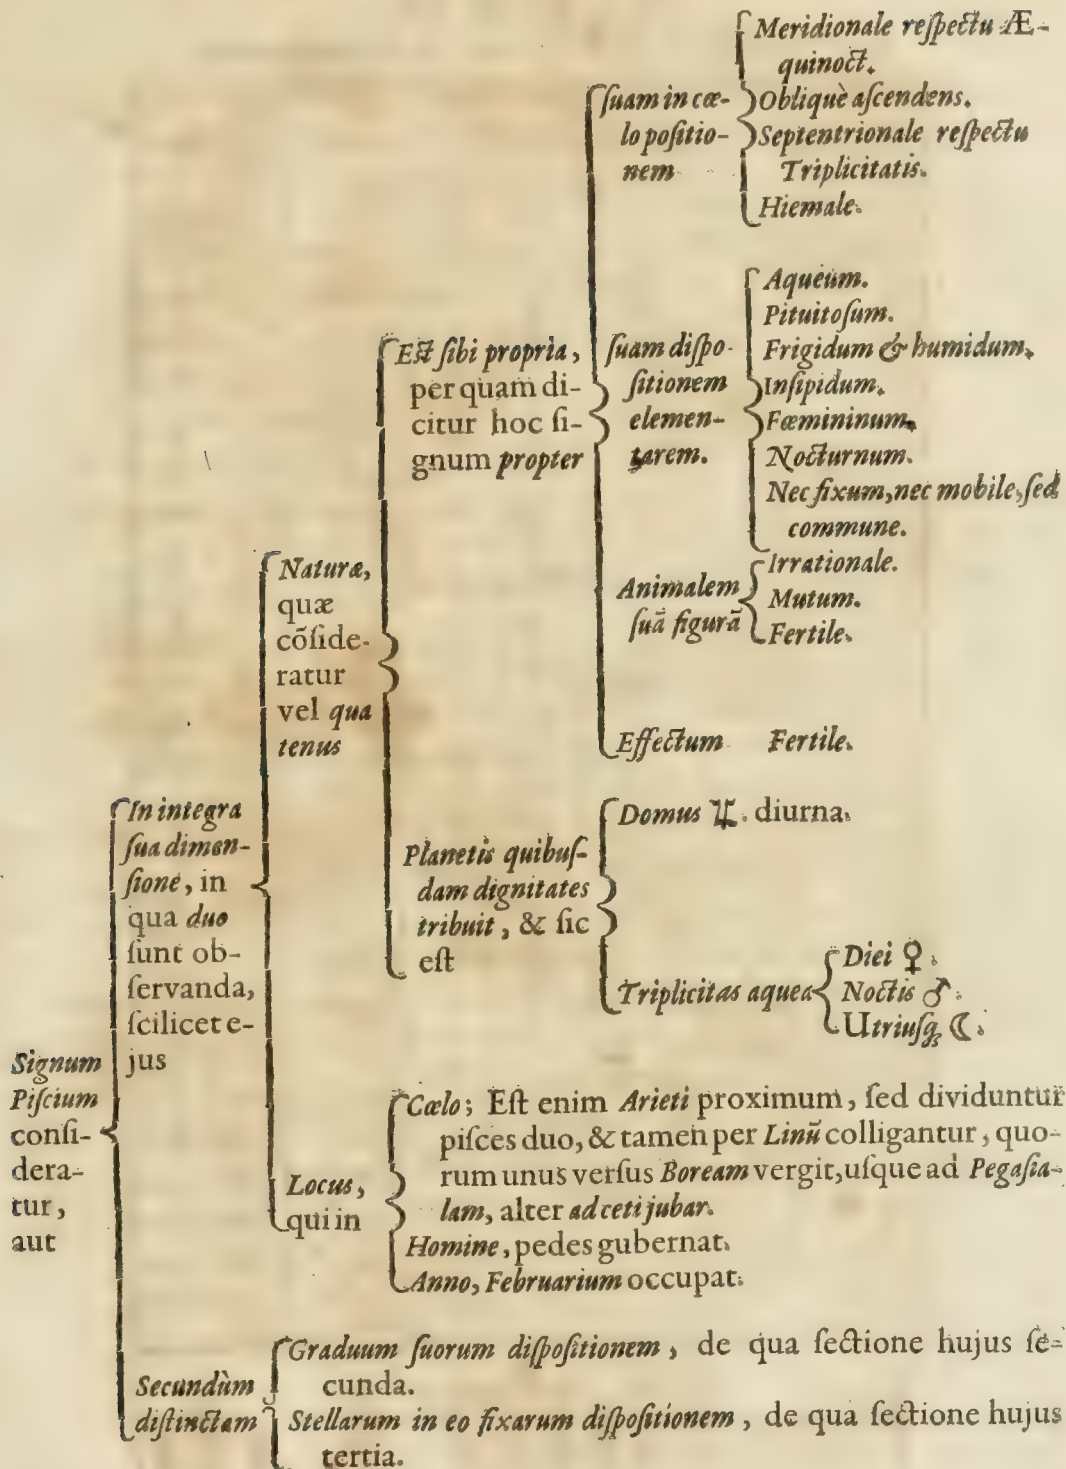 Signum
Piſcium
conſi-
dera-
tur,
aut
In integra
ſua dimen-
ſione, in
qua duo
ſunt ob-
ſervanda,
ſcilicet e-
jus
Naturæ,
quæ
cõſide-
ratur
vel qua
tenus
Eſt ſibi propria,
per quam di-
citur hoc ſi-
gnum propter
ſuam in cœ-
lo poſitio-
nem
Meridionale reſpectu Æ-
quinoct.
Obliquè aſcendens.
Septentrionale reſpectu
Triplicitatis.
Hiemale.
ſuam diſpo-
ſitionem
elemen-
tarem.
Aqueum.
Pituitoſum.
Frigidum & humidum.
Inſipidum.
Fœmininum.
Nocturnum.
Nec fixum, nec mobile, ſed
commune.
Animalem
ſuã figurã
Irrationale.
Mutum.
Fertile.
Effectum Fertile.
Planetis quibuſ-
dam dignitates
tribuit, & ſic
eſt
Domus ♃. diurna.
Triplicitas aquea
Diei ♀.
Noctis ♂.
Utriuſq; ☾.
Locus,
qui in
Cœlo; Eſt enim Arieti proximum, ſed dividuntur
piſces duo, & tamen per Linũ colligantur, quo-
rum unus verſus Boream vergit, uſque ad Pegaſi a-
lam, alter ad ceti jubar.
Homine, pedes gubernat.
Anno, Februarium occupat.
Secundùm
diſtinctam
Graduum ſuorum diſpoſitionem, de qua ſectione hujus ſe-
cunda.
Stellarum in eo fixarum diſpoſitionem, de qua ſectione hujus
tertia.